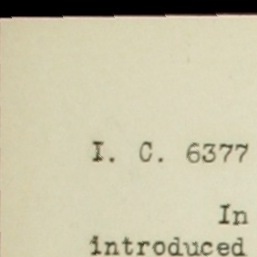 I. C. 6377
In
introduced